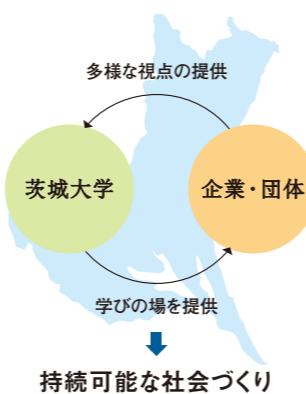 多様な視点の提供
茨城大学
企業・団体
学びの場を提供
持続可能な社会づくり